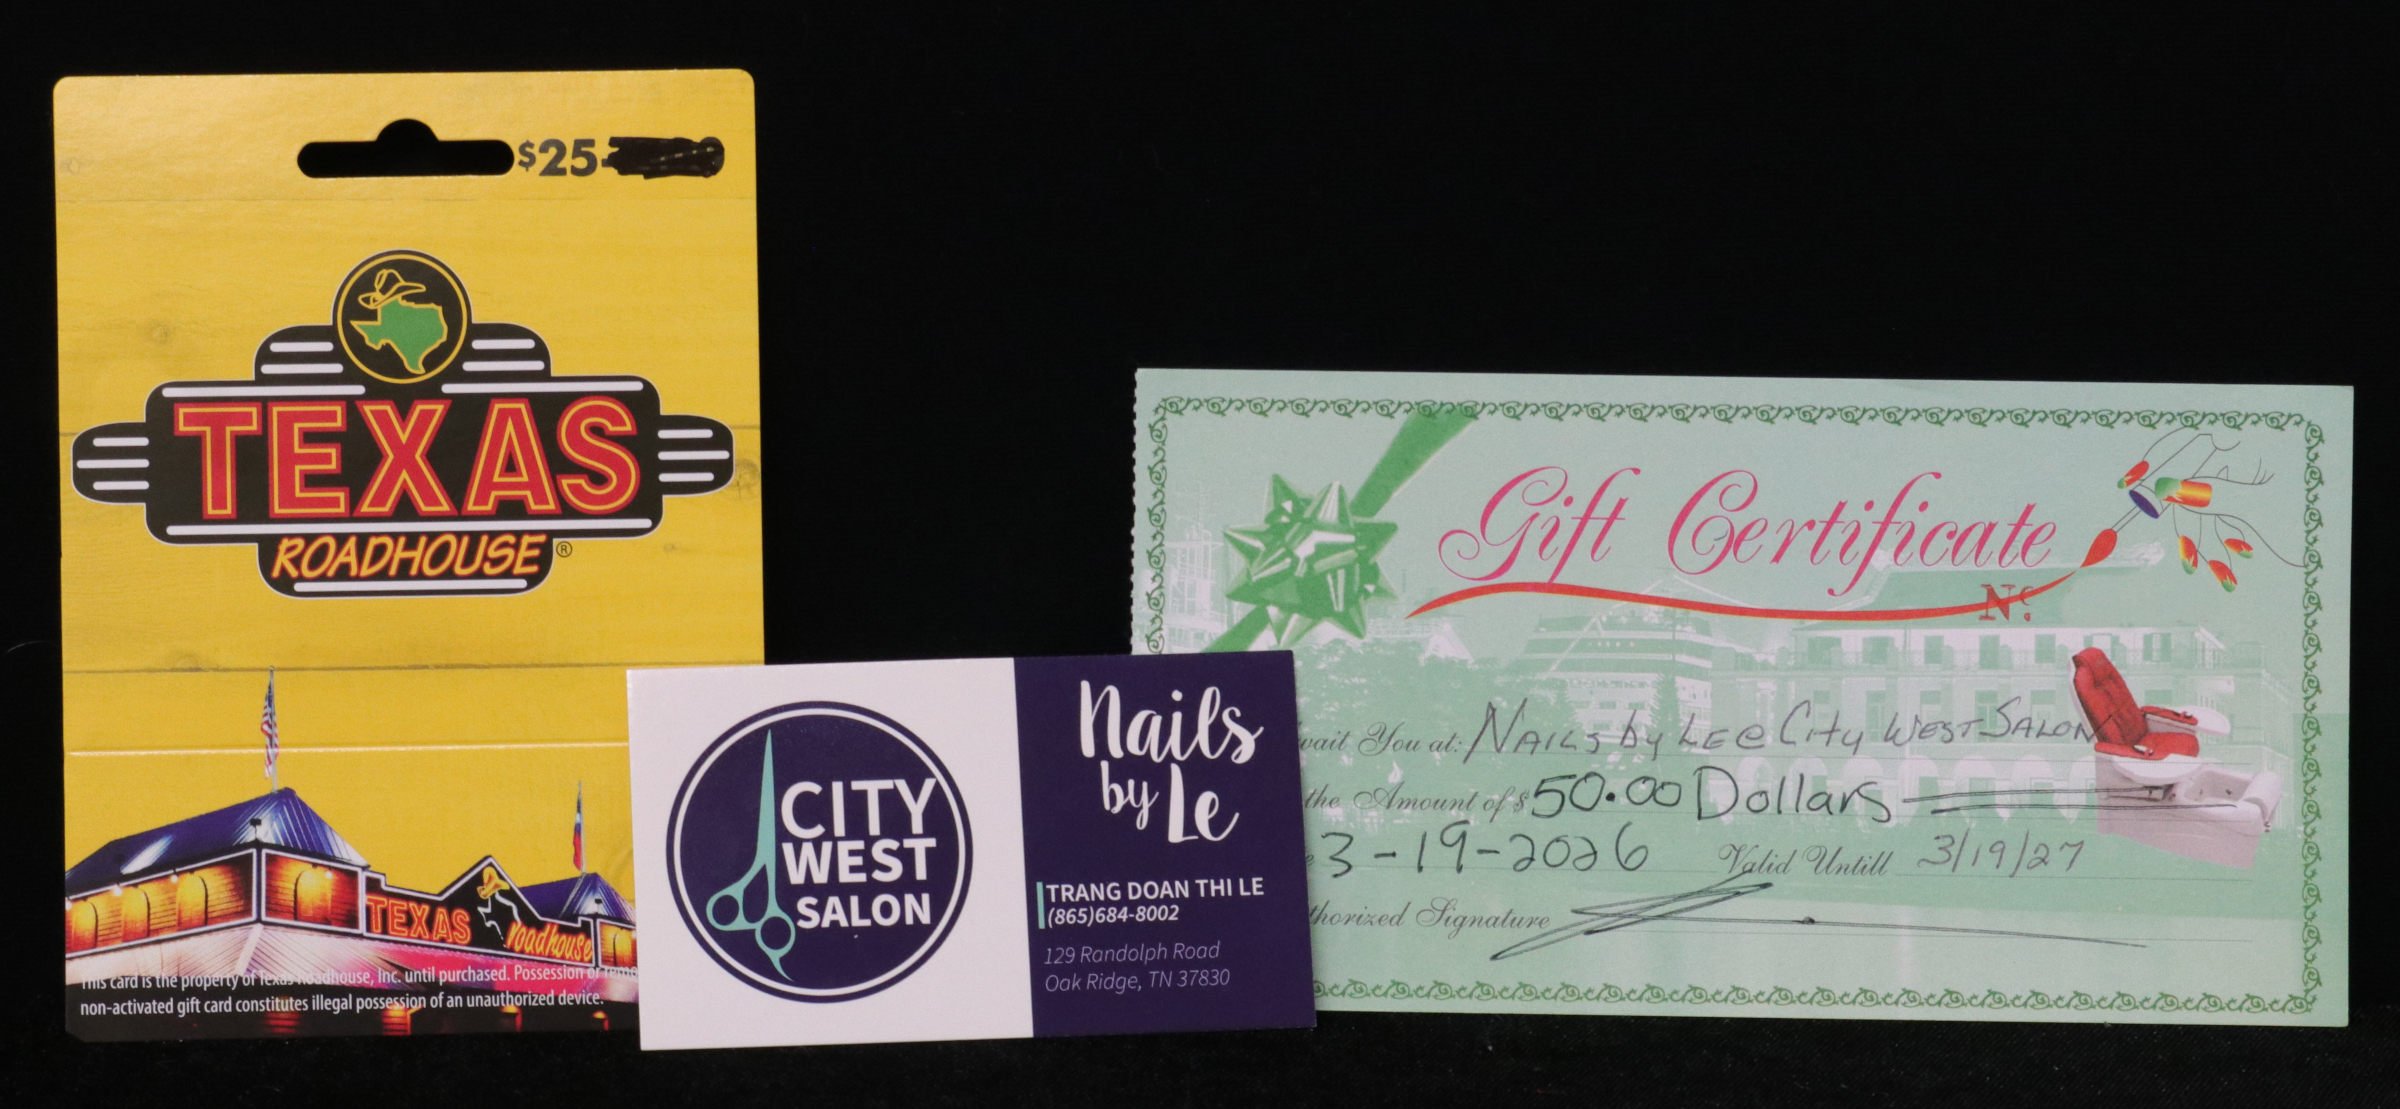 $25
TEXAS
ROADHOUSE®
TEXAS
roadhouse
This card is the property of Texas Roadhouse, Inc. until purchased. Possession or
non-activated gift card constitutes illegal possession of an unauthorized device.
CITY
WEST
SALON
Nails
by Le
TRANG DOAN THI LE
(865)684-8002
129 Randolph Road
Oak Ridge, TN 37830
Gift Certificate
No.
You at: NAILS by LEE City WEST SALON
the Amount of $ 50.00 Dollars
3-19-2026 Valid Untill 3/19/27
Signature